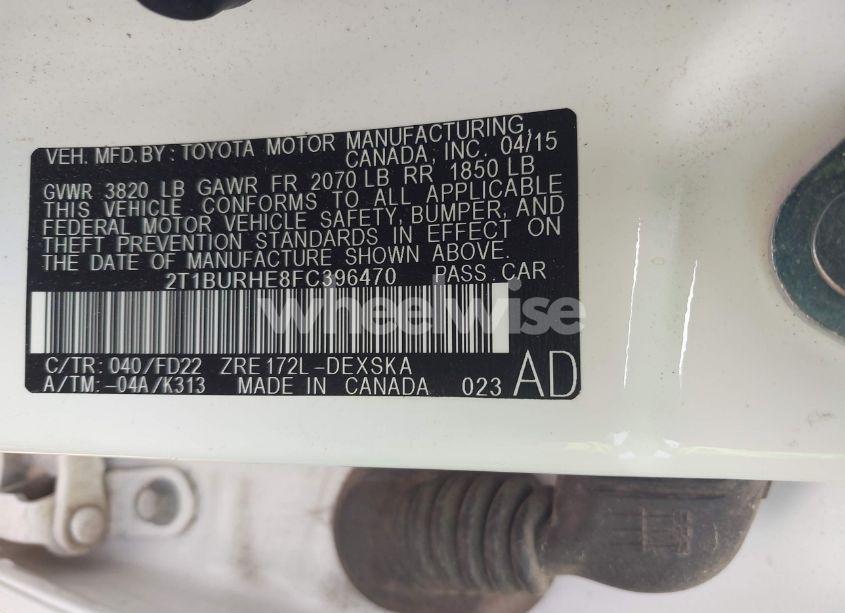 VEH. MFD.BY: TOYOTA MOTOR MANUFACTURING,
CANADA, INC. 04/15
GVWR 3820 LB GAWR FR 2070 LB RR 1850 LB
THIS VEHICLE CONFORMS TO ALL APPLICABLE
FEDERAL MOTOR VEHICLE SAFETY, BUMPER, AND
THEFT PREVENTION STANDARDS IN EFFECT ON
THE DATE OF MANUFACTURE SHOWN ABOVE.
2T1BURHE8FC396470 PASS. CAR
wheelwise
C/TR: 040/FD22 ZRE172L-DEXSKA
A/TM: -04A/K313 MADE IN CANADA 023 AD